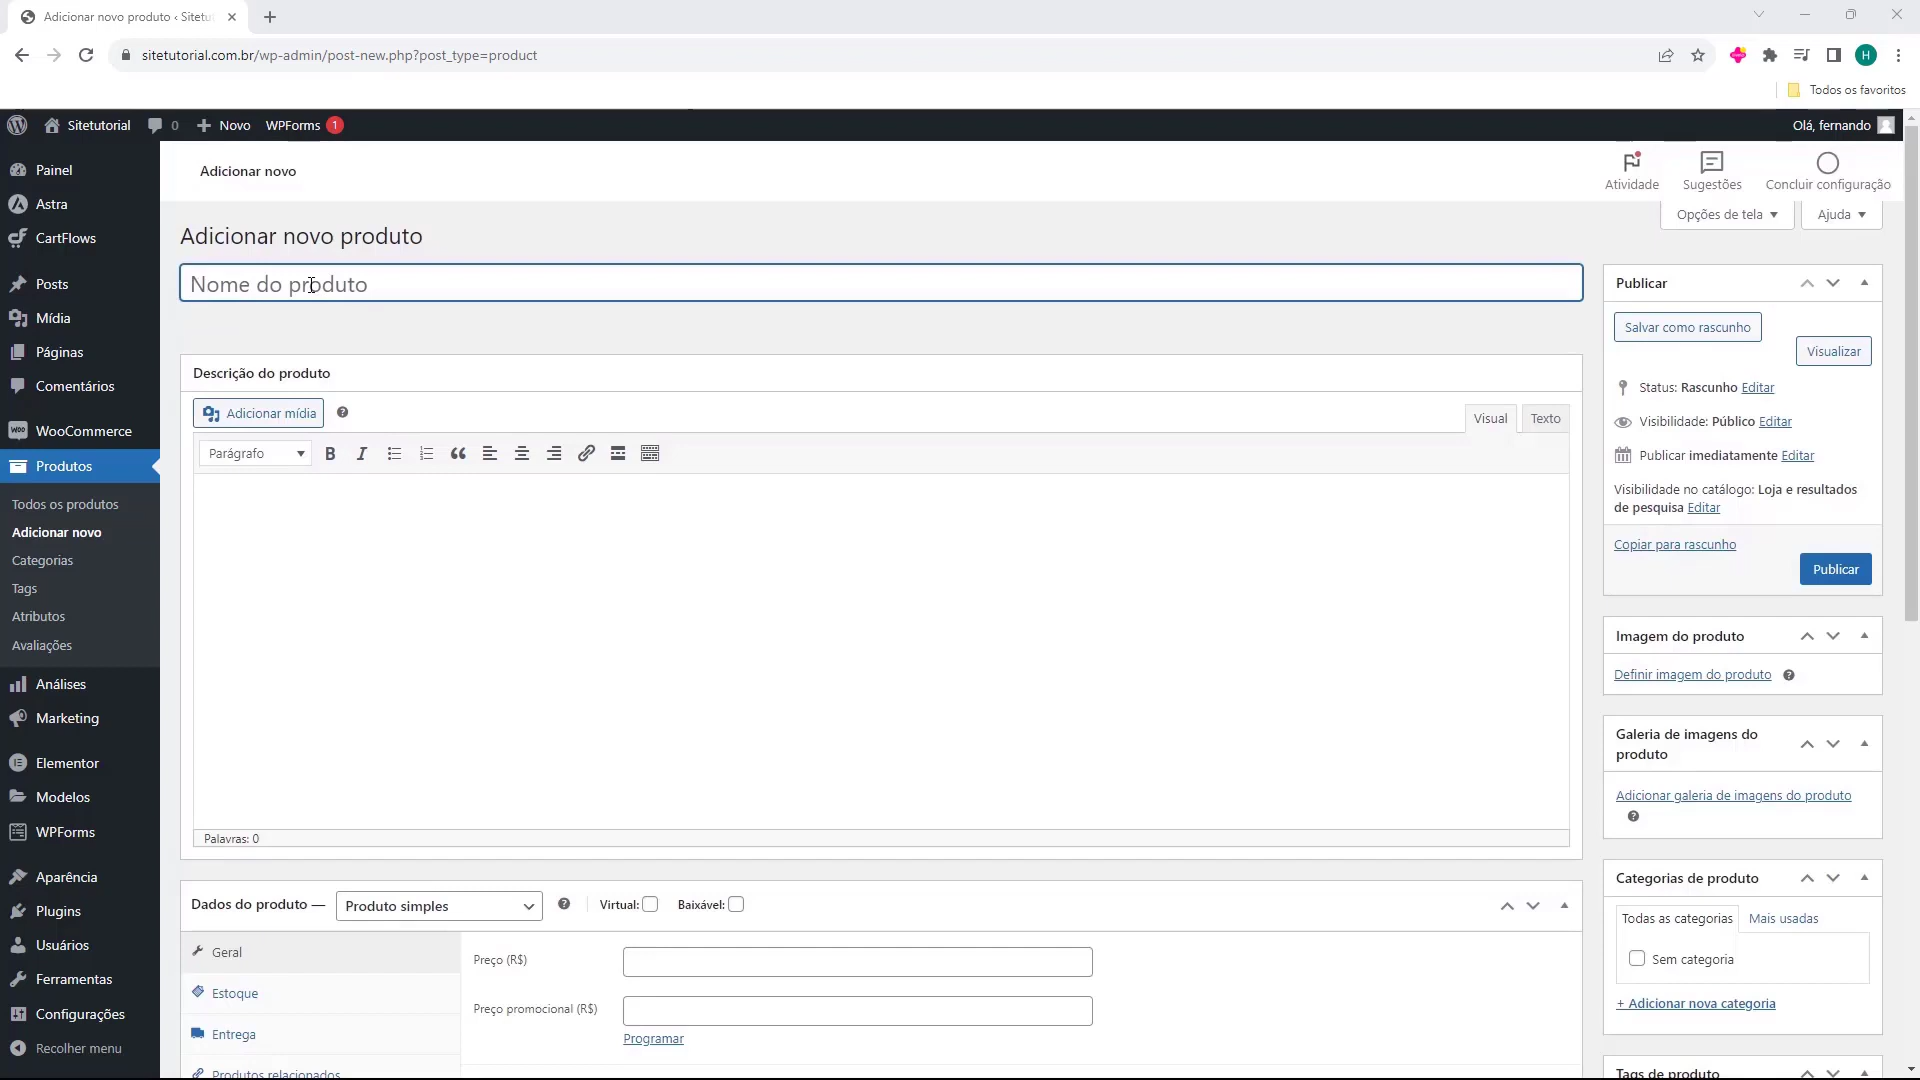 Adicionar novo produto ‹ Sitetu
sitetutorial.com.br/wp-admin/post-new.php?post_type=product
H
Todos os favoritos
Sitetutorial
0
Novo
WPForms 1
Olá, fernando
Painel
Astra
CartFlows
Posts
Mídia
Páginas
Comentários
WooCommerce
Produtos
Todos os produtos
Adicionar novo
Categorias
Tags
Atributos
Avaliações
Análises
Marketing
Elementor
Modelos
WPForms
Aparência
Plugins
Usuários
Ferramentas
Configurações
Recolher menu
Adicionar novo
Atividade
Sugestões
Concluir configuração
Opções de tela
Ajuda
Adicionar novo produto
Nome do produto
Descrição do produto
Adicionar mídia
Visual
Texto
Parágrafo
B I
Palavras: 0
Dados do produto —
Produto simples
Virtual:
Baixável:
Geral
Estoque
Entrega
Produtos relacionados
Preço (R$)
Preço promocional (R$)
Programar
Publicar
Salvar como rascunho
Visualizar
Status: Rascunho Editar
Visibilidade: Público Editar
Publicar imediatamente Editar
Visibilidade no catálogo: Loja e resultados
de pesquisa Editar
Copiar para rascunho
Publicar
Imagem do produto
Definir imagem do produto
Galeria de imagens do
produto
Adicionar galeria de imagens do produto
Categorias de produto
Todas as categorias
Mais usadas
Sem categoria
+ Adicionar nova categoria
Tags de produto